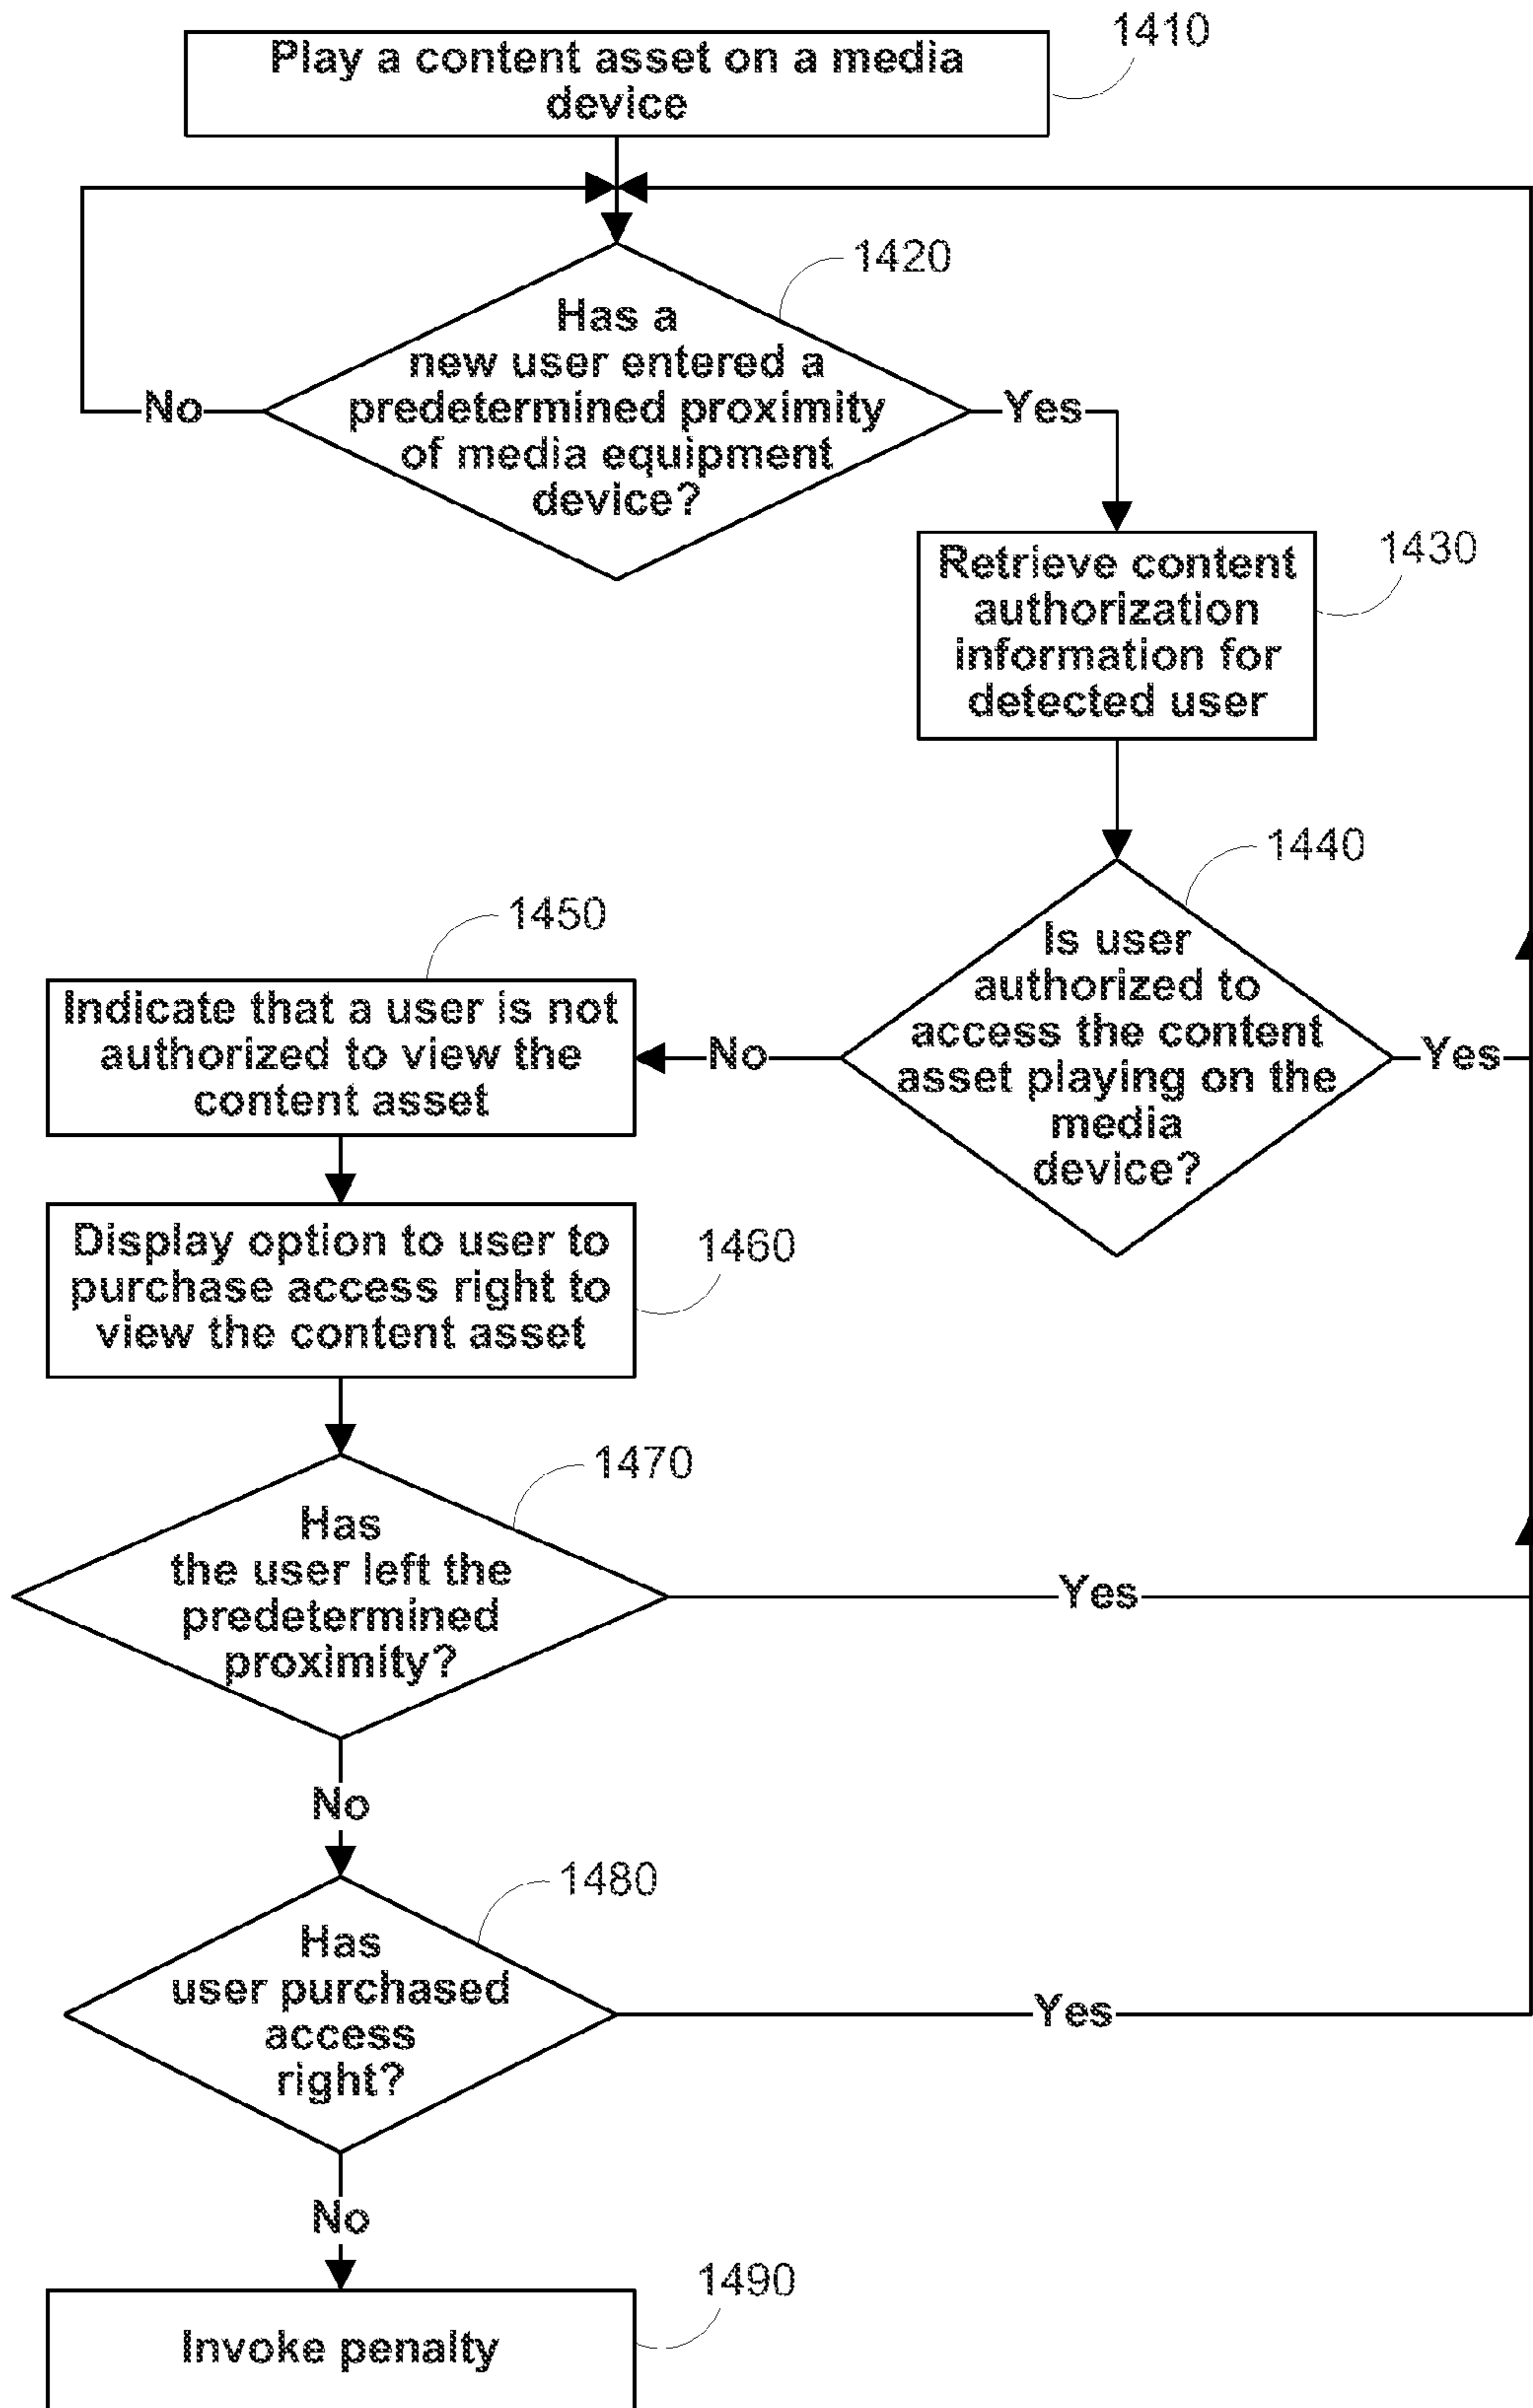 1410
Play a content asset on a media
device
1420
Has a
new user entered a
predetermined proximity
of media equipment
device?
No
Yes
1430
Retrieve content
authorization
information for
detected user
1440
Is user
authorized to
access the content
asset playing on the
media
device?
No
Yes
1450
Indicate that a user is not
authorized to view the
content asset
1460
Display option to user to
purchase access right to
view the content asset
1470
Has
the user left the
predetermined
proximity?
Yes
No
1480
Has
user purchased
access
right?
Yes
No
1490
Invoke penalty